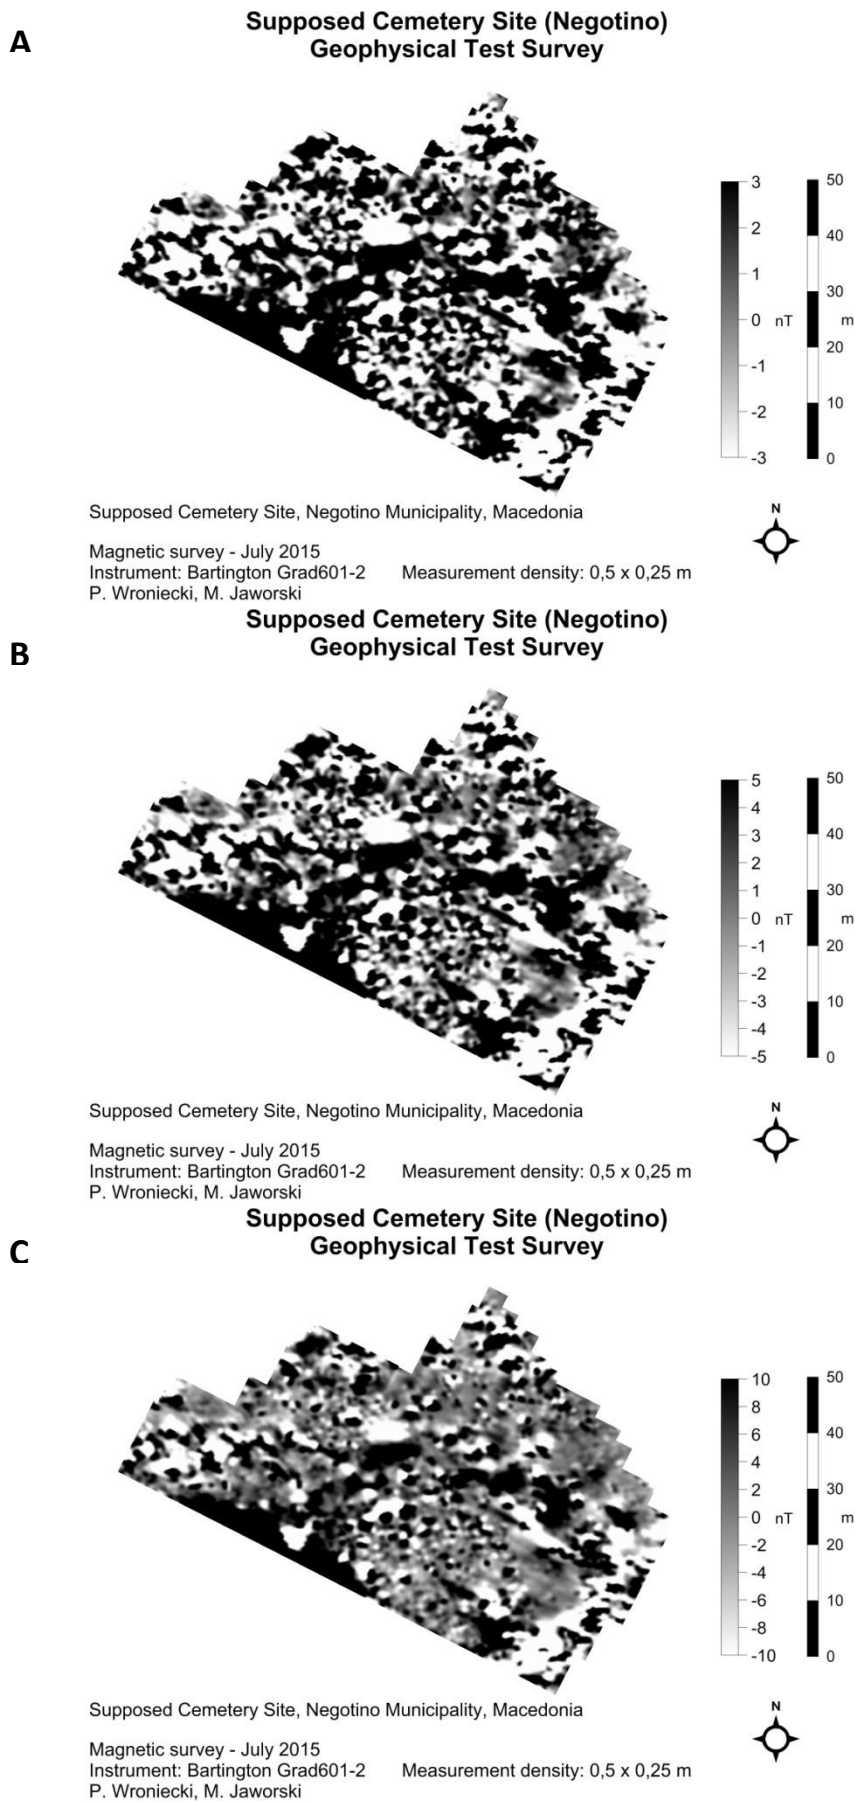 A
Supposed Cemetery Site (Negotino)
Geophysical Test Survey
3
2
1
0 nT
-1
-2
-3
50
40
30
m
20
10
0
Supposed Cemetery Site, Negotino Municipality, Macedonia
N
Magnetic survey - July 2015
Instrument: Bartington Grad601-2 Measurement density: 0,5 x 0,25 m
P. Wroniecki, M. Jaworski
B
Supposed Cemetery Site (Negotino)
Geophysical Test Survey
5
4
3
2
1
0 nT
-1
-2
-3
-4
-5
50
40
30
m
20
10
0
Supposed Cemetery Site, Negotino Municipality, Macedonia
N
Magnetic survey - July 2015
Instrument: Bartington Grad601-2 Measurement density: 0,5 x 0,25 m
P. Wroniecki, M. Jaworski
C
Supposed Cemetery Site (Negotino)
Geophysical Test Survey
10
8
6
4
2
0 nT
-2
-4
-6
-8
-10
50
40
30
m
20
10
0
Supposed Cemetery Site, Negotino Municipality, Macedonia
N
Magnetic survey - July 2015
Instrument: Bartington Grad601-2 Measurement density: 0,5 x 0,25 m
P. Wroniecki, M. Jaworski